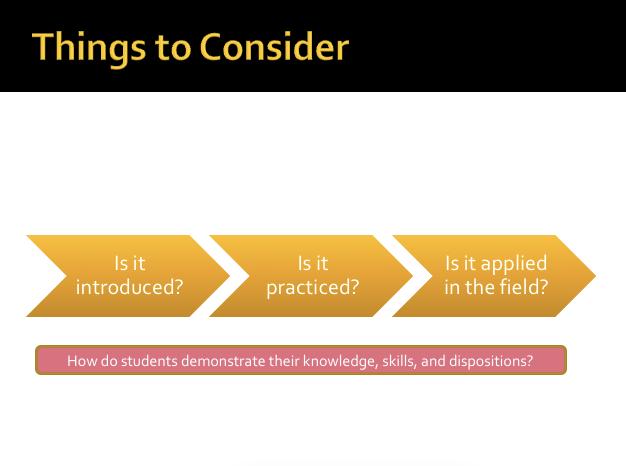 Things to Consider
Is it
introduced?
Is it
practiced?
Is it applied
in the field?
How do students demonstrate their knowledge, skills, and dispositions?